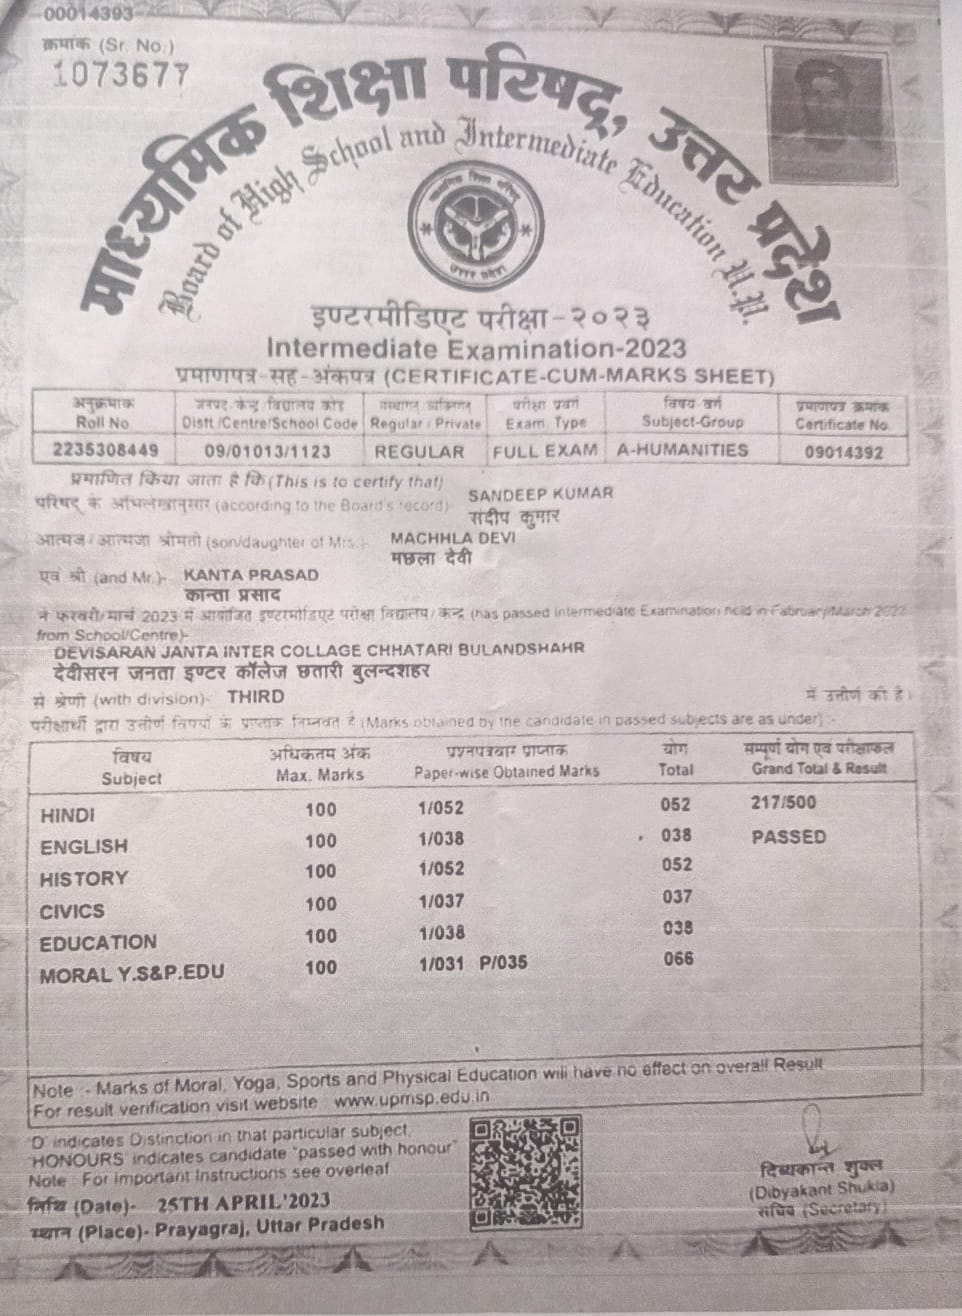 00014393
क्रमांक (Sr. No.)
1073677
माध्यमिक शिक्षा परिषद्, उत्तर प्रदेश
Board of High School and Intermediate Education U.P.
माध्यमिक शिक्षा परिषद्
उत्तर प्रदेश
इण्टरमीडिएट परीक्षा-२०२३
Intermediate Examination-2023
प्रमाणपत्र-सह-अंकपत्र (CERTIFICATE-CUM-MARKS SHEET)
अनुक्रमांक जनपद/केन्द्र/विद्यालय कोड संस्थागत/व्यक्तिगत परीक्षा प्रवर्ग विषय वर्ग प्रमाणपत्र क्रमांक
Roll No. Distt./Centre/School Code Regular / Private Exam. Type Subject-Group Certificate No.
2235308449 09/01013/1123 REGULAR FULL EXAM A-HUMANITIES 09014392
प्रमाणित किया जाता है कि (This is to certify that)
परिषद् के अभिलेखानुसार (according to the Board's record)- SANDEEP KUMAR
संदीप कुमार
आत्मज/आत्मजा श्रीमती (son/daughter of Mrs.)- MACHHLA DEVI
मछला देवी
एवं श्री (and Mr.)- KANTA PRASAD
कान्ता प्रसाद
ने फरवरी/मार्च 2023 में आयोजित इण्टरमीडिएट परीक्षा विद्यालय/केन्द्र (has passed Intermediate Examination held in Fabruary/March 2023
from School/Centre)-
DEVISARAN JANTA INTER COLLAGE CHHATARI BULANDSHAHR
देवीसरन जनता इण्टर कॉलेज छतारी बुलन्दशहर
से श्रेणी (with division)- THIRD में उत्तीर्ण की है।
परीक्षार्थी द्वारा उत्तीर्ण विषयों के प्राप्तांक निम्नवत हैं (Marks obtained by the candidate in passed subjects are as under) :-
विषय अधिकतम अंक प्रश्नपत्रवार प्राप्तांक योग सम्पूर्ण योग एवं परीक्षाफल
Subject Max. Marks Paper-wise Obtained Marks Total Grand Total & Result
HINDI 100 1/052 052 217/500
ENGLISH 100 1/038 038 PASSED
HISTORY 100 1/052 052
CIVICS 100 1/037 037
EDUCATION 100 1/038 038
MORAL Y.S&P.EDU 100 1/031 P/035 066
Note :- Marks of Moral, Yoga, Sports and Physical Education will have no effect on overall Result
For result verification visit website : www.upmsp.edu.in
'D' indicates Distinction in that particular subject,
'HONOURS' indicates candidate "passed with honour"
Note : For Important Instructions see overleaf
तिथि (Date)- 25TH APRIL'2023
स्थान (Place)- Prayagraj, Uttar Pradesh
दिब्यकान्त शुक्ल
(Dibyakant Shukla)
सचिव (Secretary)